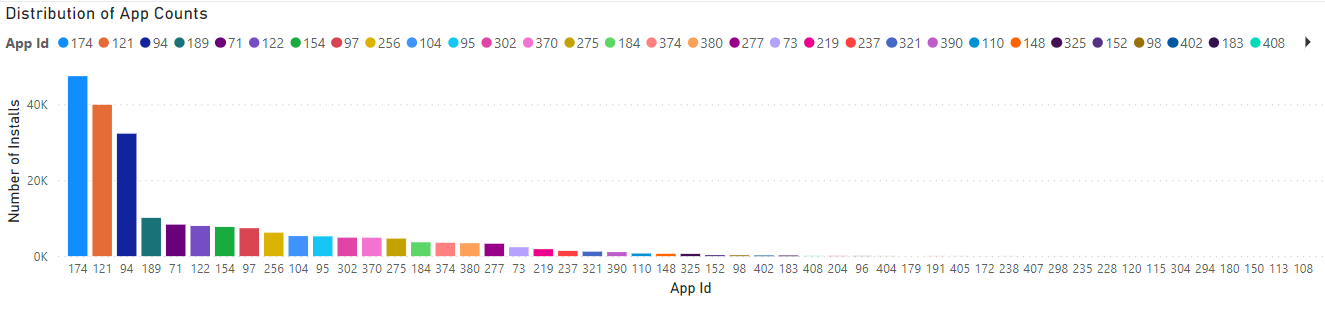 Distribution of App Counts
App Id 174 121 94 189 71 122 154 97 256 104 95 302 370 275 184 374 380 277 73 219 237 321 390 110 148 325 152 98 402 183 408
Number of Installs
40K
20K
0K
174 121 94 189 71 122 154 97 256 104 95 302 370 275 184 374 380 277 73 219 237 321 390 110 148 325 152 98 402 183 408 204 96 404 179 191 405 172 238 407 298 235 228 120 115 304 294 180 150 113 108
App Id